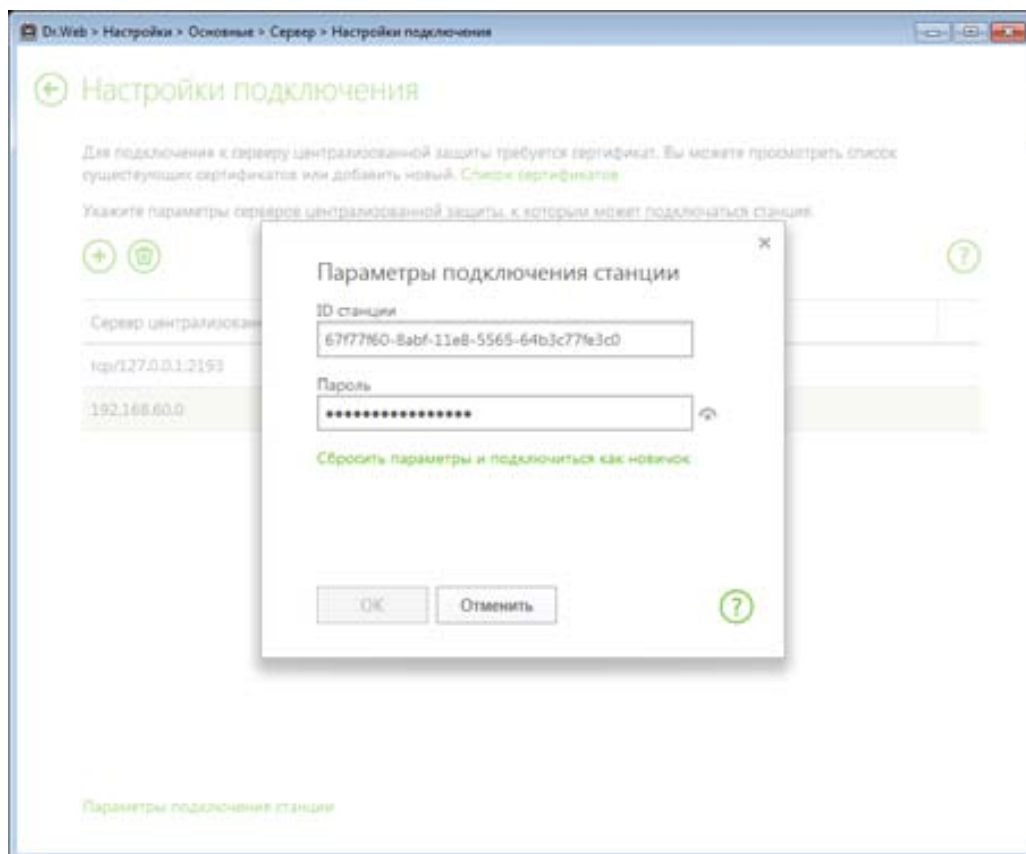 Dr.Web > Настройки > Основные > Сервер > Настройки подключения
Настройки подключения
Для подключения к серверу централизованной защиты требуется сертификат. Вы можете просмотреть список
существующих сертификатов или добавить новый. Список сертификатов
Укажите параметры серверов централизованной защиты, к которым может подключаться станция.
Сервер централизован
tcp/127.0.0.1:2193
192.168.60.0
Параметры подключения станции
ID станции
67f77f60-8abf-11e8-5565-64b3c77fe3c0
Пароль
Сбросить параметры и подключиться как новичок
OK
Отменить
Параметры подключения станции